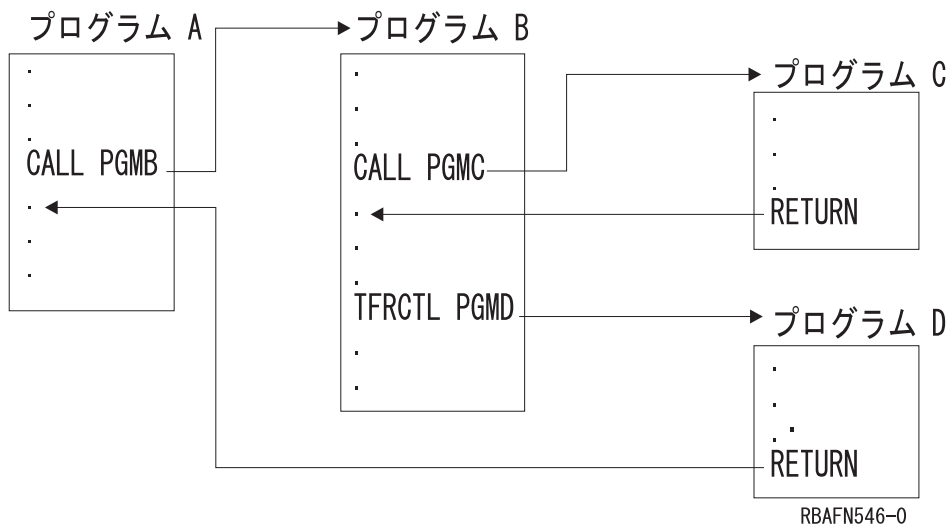 プログラム A
CALL PGMB
プログラム B
CALL PGMC
TFRCTL PGMD
プログラム C
RETURN
プログラム D
RETURN
RBAFN546-0